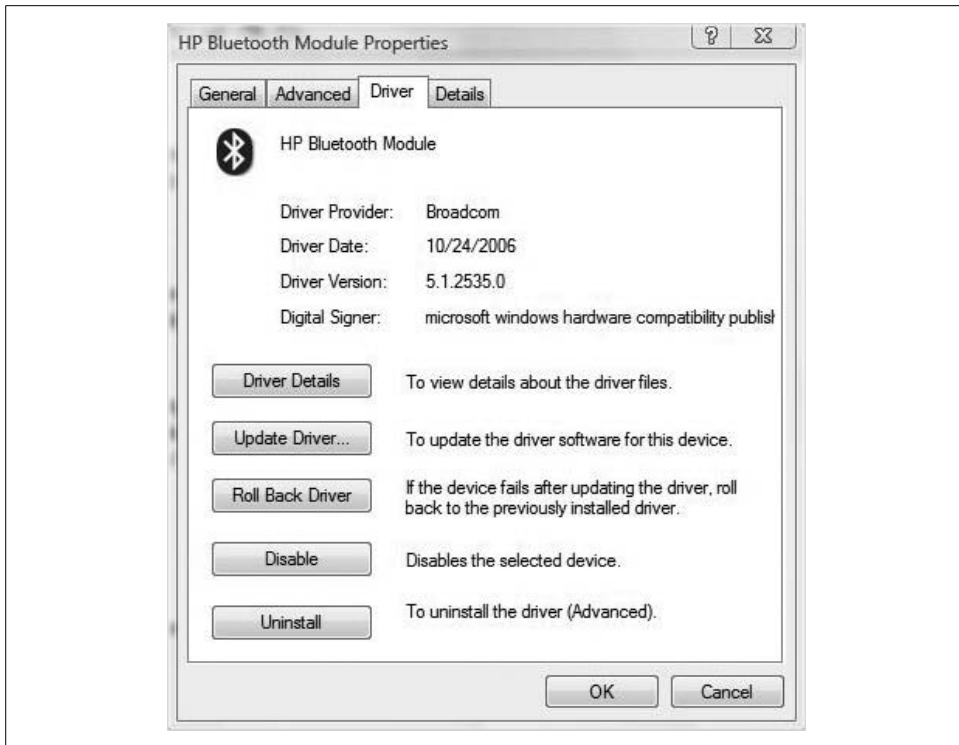 HP Bluetooth Module Properties
General Advanced Driver Details
HP Bluetooth Module
Driver Provider: Broadcom
Driver Date: 10/24/2006
Driver Version: 5.1.2535.0
Digital Signer: microsoft windows hardware compatibility
Driver Details To view details about the driver files.
Update Driver... To update the driver software for this device.
Roll Back Driver If the device fails after updating the driver, roll
back to the previously installed driver.
Disable Disables the selected device.
Uninstall To uninstall the driver (Advanced).
OK Cancel